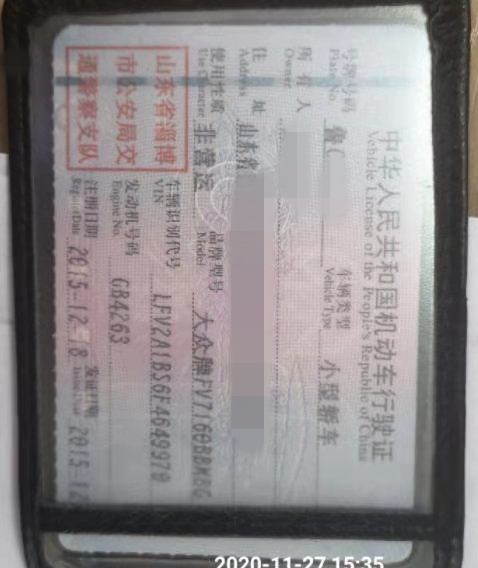 中华人民共和国机动车行驶证
Vehicle License of the People's Republic of China
号牌号码 鲁C 车辆类型 小型轿车
Plate No. Vehicle Type
所有人
Owner
住址 山东省
Address
使用性质 非营运 品牌型号 大众牌FV7160BBMBG
Use Character Model
山东省淄博
市公安局交
通警察支队
车辆识别代号 LFV2A1BS6F4649970
VIN
发动机号码 GB4263
Engine No.
注册日期 2015-12-18 发证日期 2015-12
Register Date Issue Date
2020-11-27 15:35